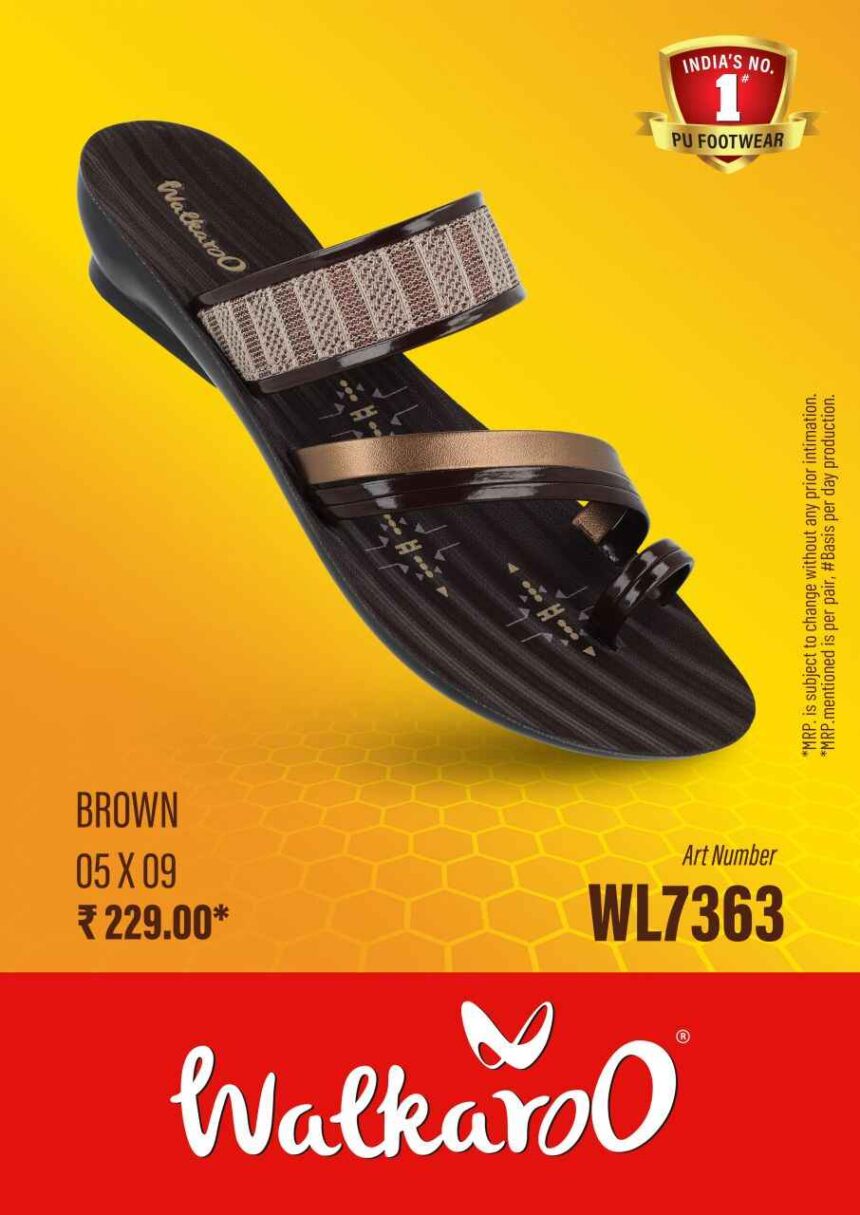 INDIA'S NO.
1#
PU FOOTWEAR
Walkaroo
*MRP. is subject to change without any prior intimation.
*MRP.mentioned is per pair, #Basis per day production.
BROWN
05 X 09
₹ 229.00*
Art Number
WL7363
Walkaroo®